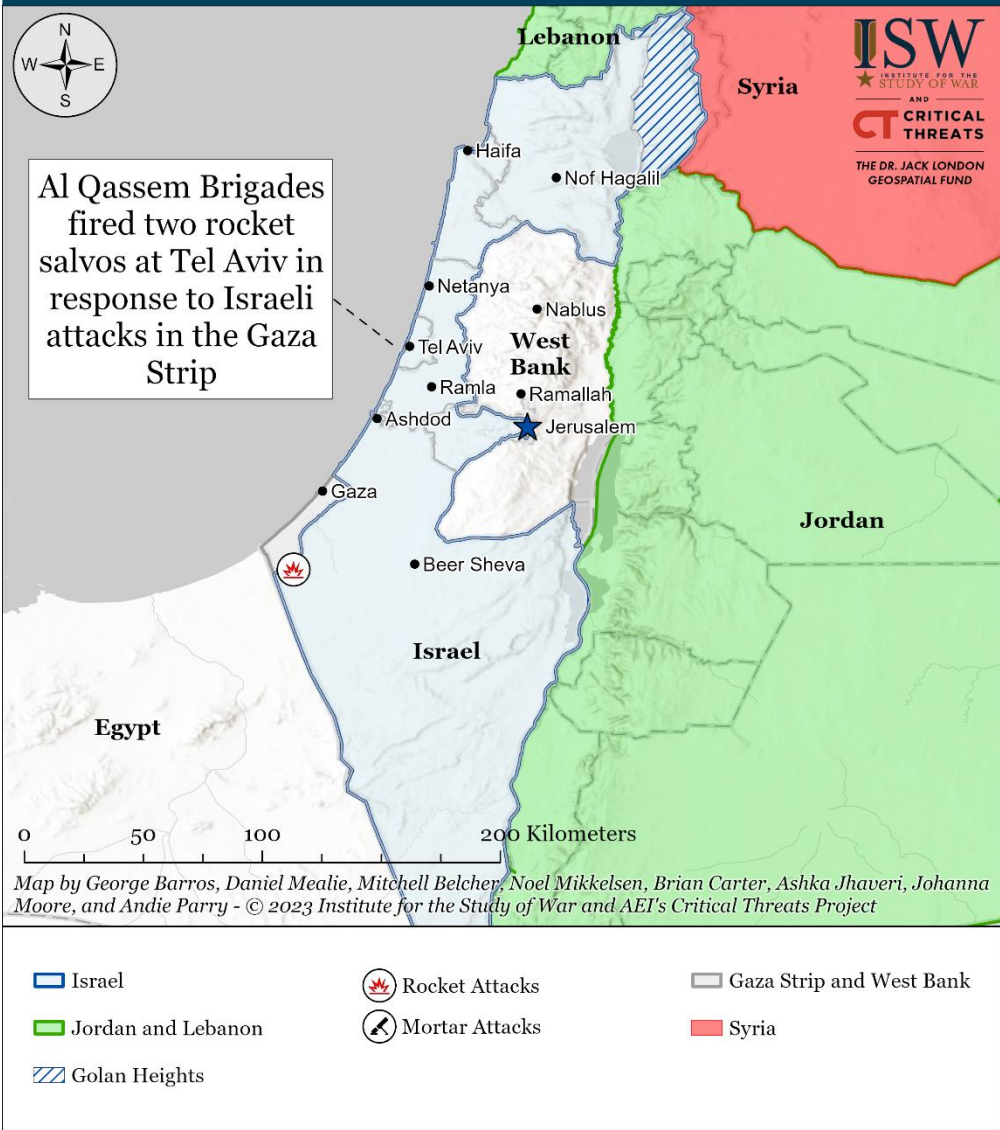 N
W
E
S
Lebanon
Syria
ISW
INSTITUTE FOR THE
STUDY OF WAR
AND
CT CRITICAL
THREATS
THE DR. JACK LONDON
GEOSPATIAL FUND
Haifa
Nof Hagalil
Al Qassem Brigades
fired two rocket
salvos at Tel Aviv in
response to Israeli
attacks in the Gaza
Strip
Netanya
Nablus
Tel Aviv
West
Bank
Ramla
Ramallah
Ashdod
Jerusalem
Gaza
Jordan
Beer Sheva
Israel
Egypt
0 50 100 200 Kilometers
Map by George Barros, Daniel Mealie, Mitchell Belcher, Noel Mikkelsen, Brian Carter, Ashka Jhaveri, Johanna
Moore, and Andie Parry - © 2023 Institute for the Study of War and AEI's Critical Threats Project
Israel
Rocket Attacks
Gaza Strip and West Bank
Jordan and Lebanon
Mortar Attacks
Syria
Golan Heights